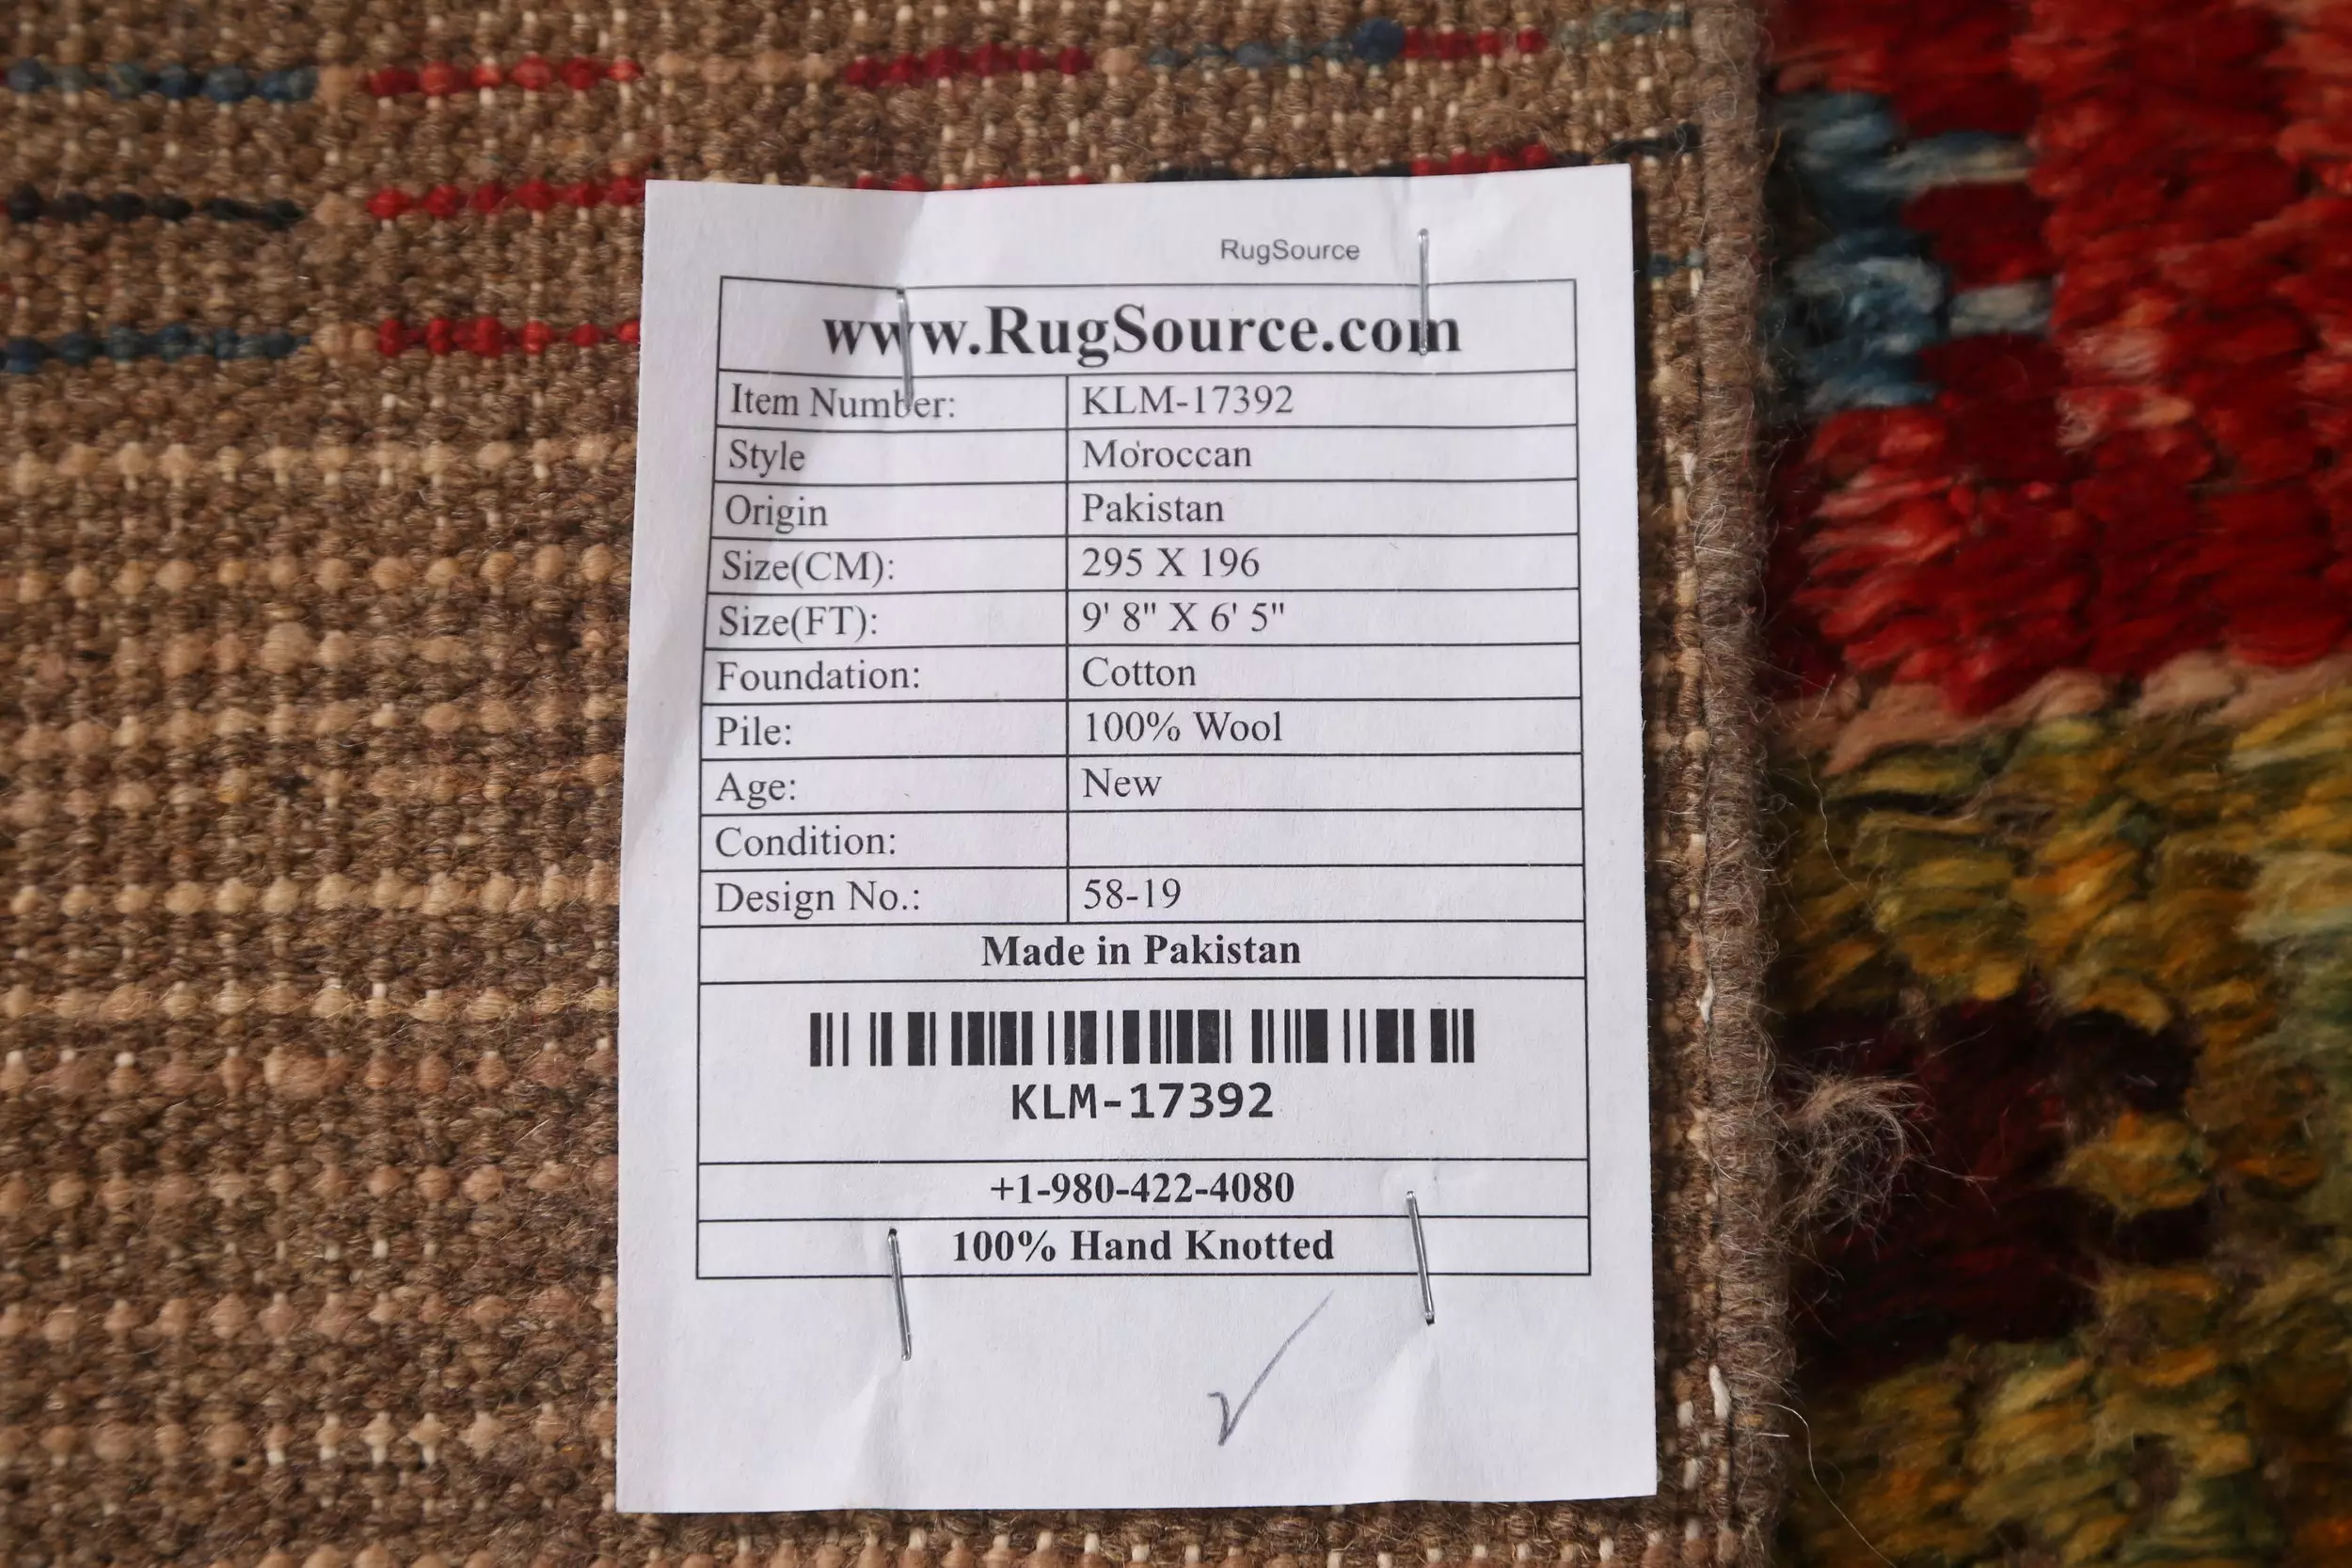 RugSource
www.RugSource.com
Item Number: KLM-17392
Style Moroccan
Origin Pakistan
Size(CM): 295 X 196
Size(FT): 9' 8" X 6' 5"
Foundation: Cotton
Pile: 100% Wool
Age: New
Condition:
Design No.: 58-19
Made in Pakistan
KLM-17392
+1-980-422-4080
100% Hand Knotted